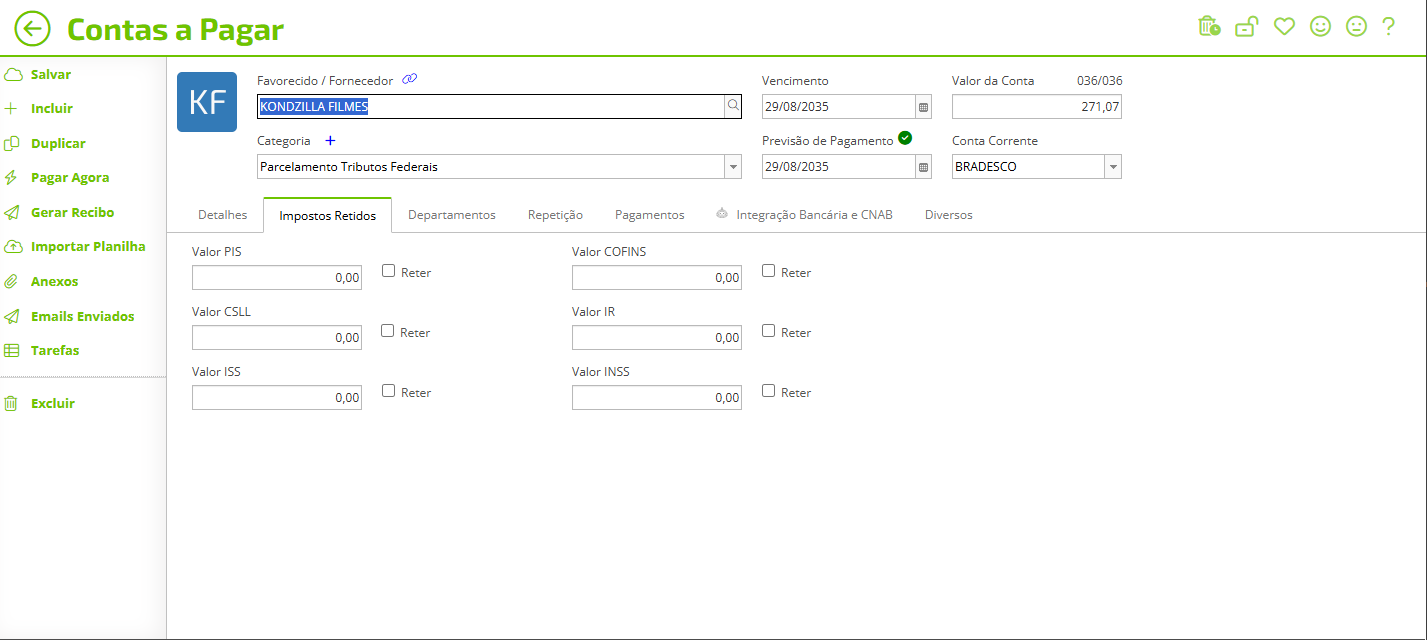 Contas a Pagar
?
Salvar
Incluir
Duplicar
Pagar Agora
Gerar Recibo
Importar Planilha
Anexos
Emails Enviados
Tarefas
Excluir
KF
Favorecido / Fornecedor
Vencimento
Valor da Conta 036/036
KONDZILLA FILMES
29/08/2035
271,07
Categoria +
Previsão de Pagamento
Conta Corrente
Parcelamento Tributos Federais
29/08/2035
BRADESCO
Detalhes
Impostos Retidos
Departamentos
Repetição
Pagamentos
Integração Bancária e CNAB
Diversos
Valor PIS
Valor COFINS
0,00
Reter
0,00
Reter
Valor CSLL
Valor IR
0,00
Reter
0,00
Reter
Valor ISS
Valor INSS
0,00
Reter
0,00
Reter